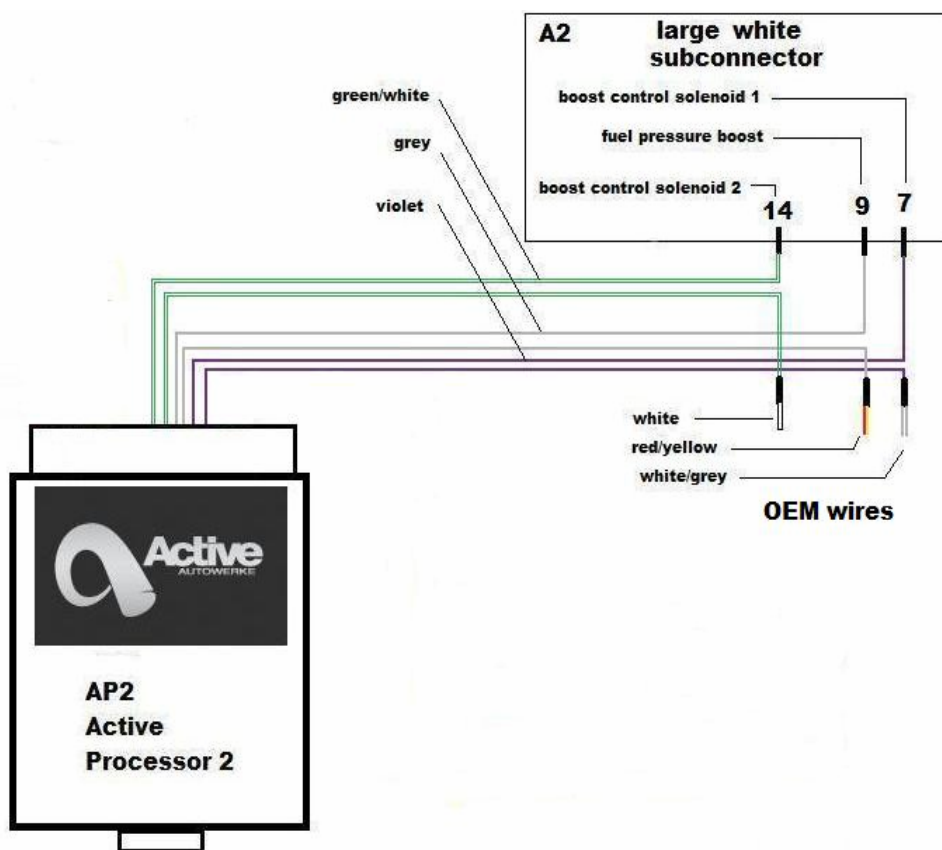 A2
large white
subconnector
green/white
boost control solenoid 1
grey
fuel pressure boost
violet
boost control solenoid 2
14
9
7
white
red/yellow
white/grey
OEM wires
Active
AUTOWERKE
AP2
Active
Processor 2